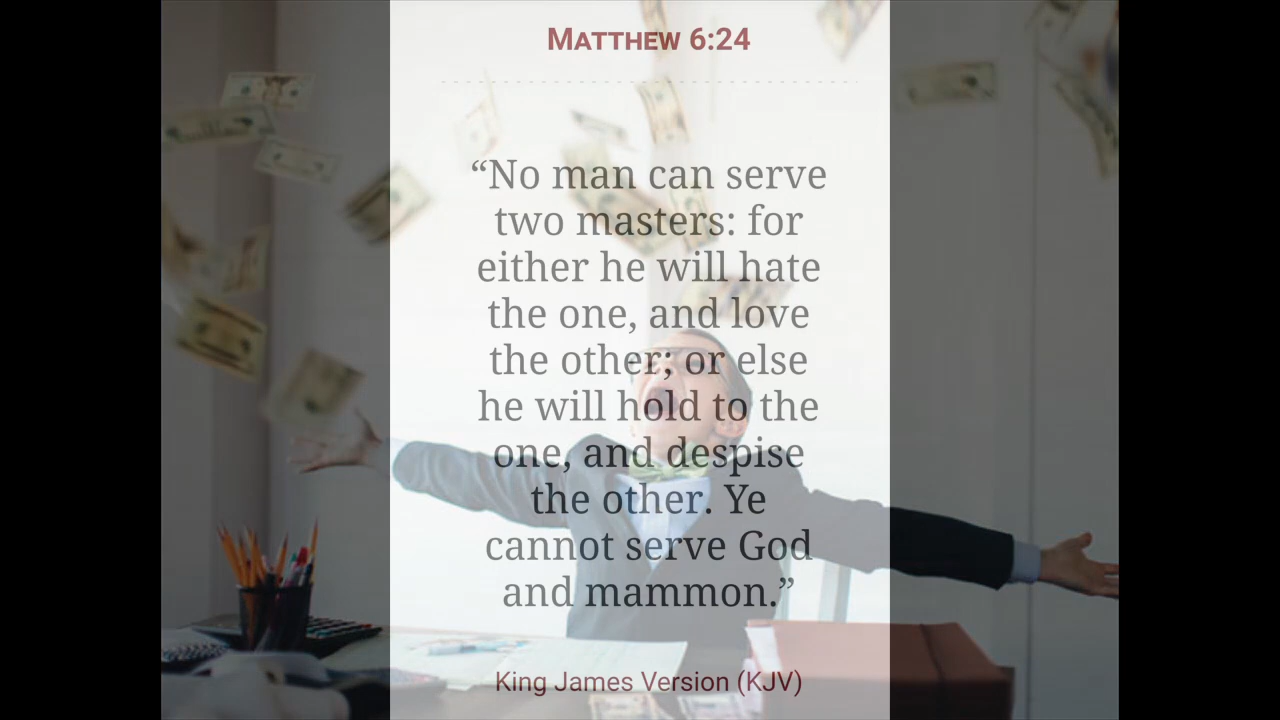 Matthew 6:24
“No man can serve
two masters: for
either he will hate
the one, and love
the other; or else
he will hold to the
one, and despise
the other. Ye
cannot serve God
and mammon.”
King James Version (KJV)